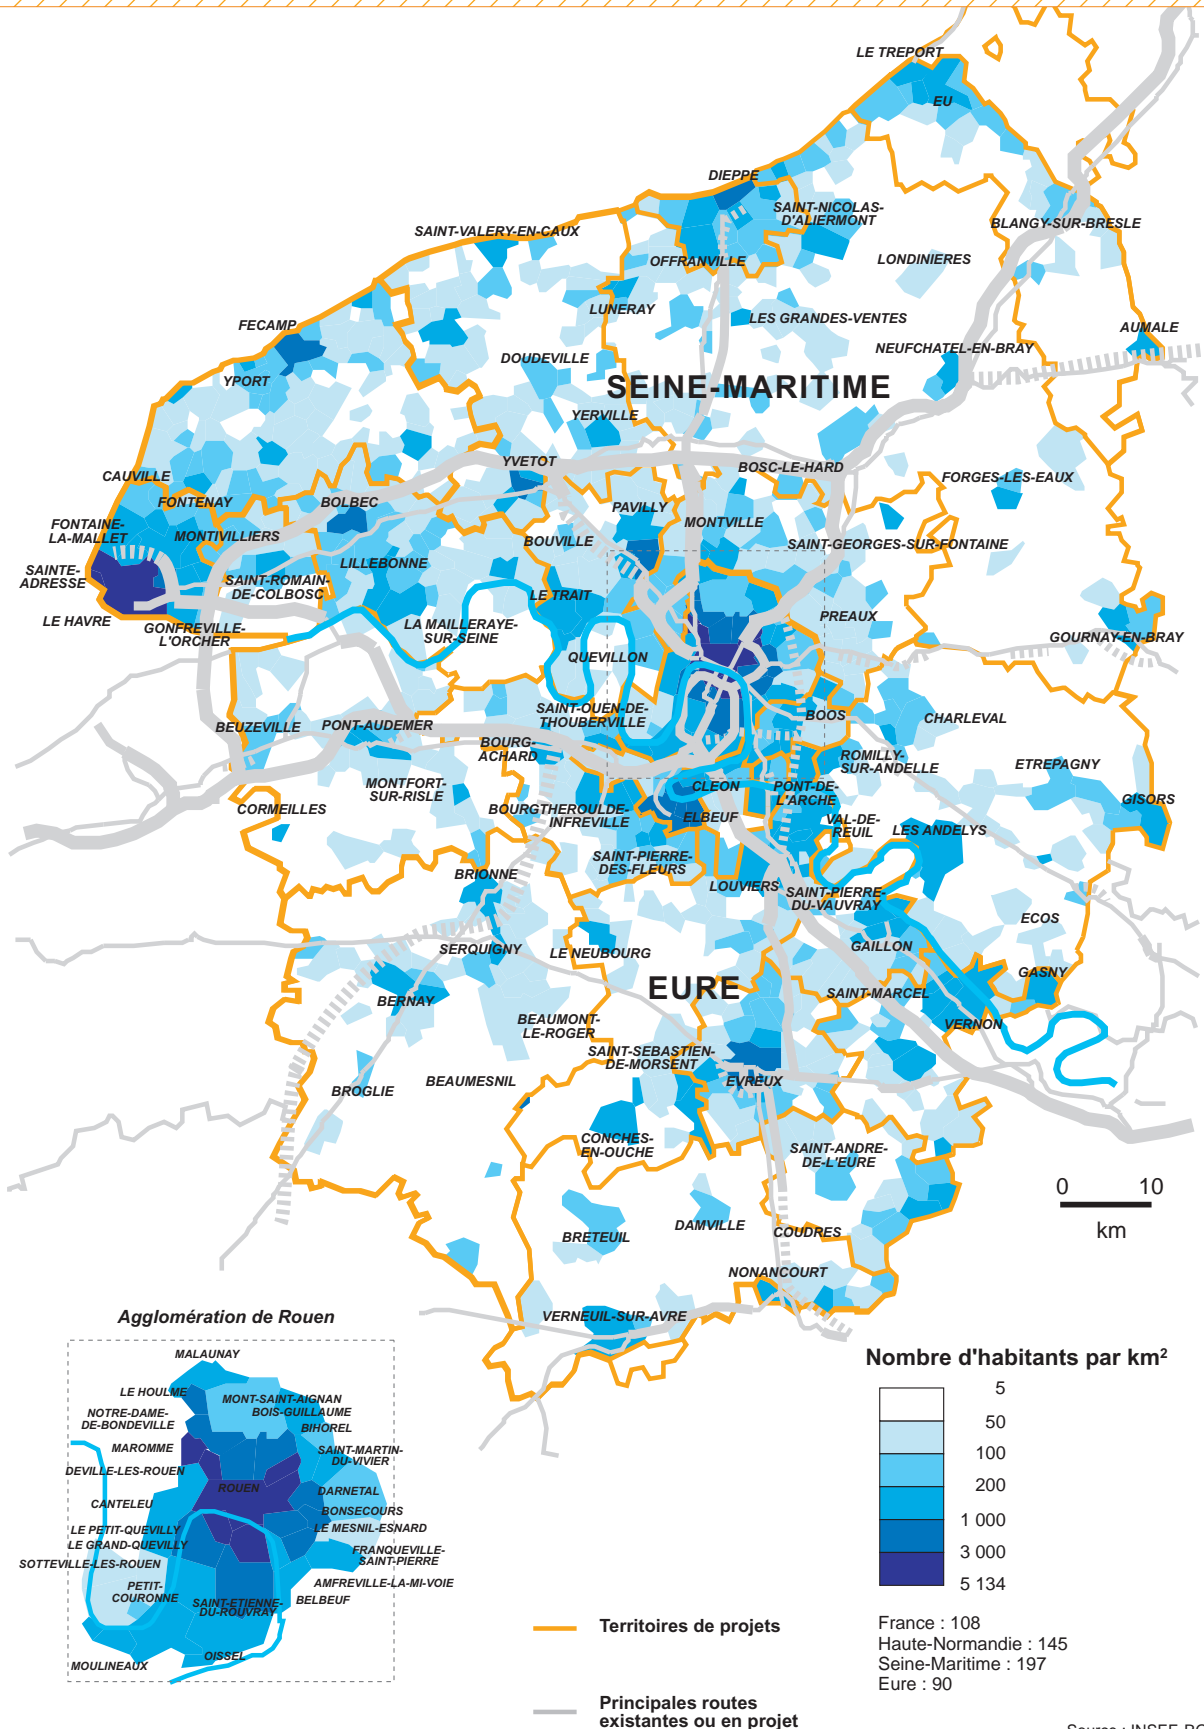 LE TREPORT
EU
DIEPPE
SAINT-NICOLAS-
D'ALIERMONT
BLANGY-SUR-BRESLE
SAINT-VALERY-EN-CAUX
OFFRANVILLE
LONDINIERES
LUNERAY
LES GRANDES-VENTES
FECAMP
AUMALE
NEUFCHATEL-EN-BRAY
DOUDEVILLE
YPORT
SEINE-MARITIME
YERVILLE
YVETOT
BOSC-LE-HARD
CAUVILLE
FORGES-LES-EAUX
FONTENAY
BOLBEC
PAVILLY
MONTVILLE
FONTAINE-
LA-MALLET
MONTIVILLIERS
BOUVILLE
SAINT-GEORGES-SUR-FONTAINE
LILLEBONNE
SAINTE-
ADRESSE
SAINT-ROMAIN-
DE-COLBOSC
LE TRAIT
LE HAVRE
GONFREVILLE-
L'ORCHER
LA MAILLERAYE-
SUR-SEINE
PREAUX
GOURNAY-EN-BRAY
QUEVILLON
SAINT-OUEN-DE-
THOUBERVILLE
BOOS
CHARLEVAL
BEUZEVILLE
PONT-AUDEMER
BOURG-
ACHARD
ROMILLY-
SUR-ANDELLE
ETREPAGNY
MONTFORT-
SUR-RISLE
CLEON
PONT-DE-
L'ARCHE
GISORS
CORMEILLES
BOURGTHEROULDE-
INFREVILLE
ELBEUF
VAL-DE-
REUIL
LES ANDELYS
SAINT-PIERRE-
DES-FLEURS
BRIONNE
LOUVIERS
SAINT-PIERRE-
DU-VAUVRAY
ECOS
SERQUIGNY
LE NEUBOURG
GAILLON
GASNY
EURE
BERNAY
SAINT-MARCEL
VERNON
BEAUMONT-
LE-ROGER
SAINT-SEBASTIEN-
DE-MORSENT
BROGLIE
BEAUMESNIL
EVREUX
CONCHES-
EN-OUCHE
SAINT-ANDRE-
DE-L'EURE
0 10
km
BRETEUIL
DAMVILLE
COUDRES
NONANCOURT
VERNEUIL-SUR-AVRE
Agglomération de Rouen
MALAUNAY
LE HOULME
MONT-SAINT-AIGNAN
NOTRE-DAME-
DE-BONDEVILLE
BOIS-GUILLAUME
BIHOREL
MAROMME
SAINT-MARTIN-
DU-VIVIER
DEVILLE-LES-ROUEN
ROUEN
DARNETAL
CANTELEU
BONSECOURS
LE PETIT-QUEVILLY
LE MESNIL-ESNARD
LE GRAND-QUEVILLY
FRANQUEVILLE-
SAINT-PIERRE
SOTTEVILLE-LES-ROUEN
PETIT-
COURONNE
AMFREVILLE-LA-MI-VOIE
SAINT-ETIENNE-
DU-ROUVRAY
BELBEUF
OISSEL
MOULINEAUX
Nombre d'habitants par km²
5
50
100
200
1 000
3 000
5 134
Territoires de projets
France : 108
Haute-Normandie : 145
Seine-Maritime : 197
Eure : 90
Principales routes
existantes ou en projet